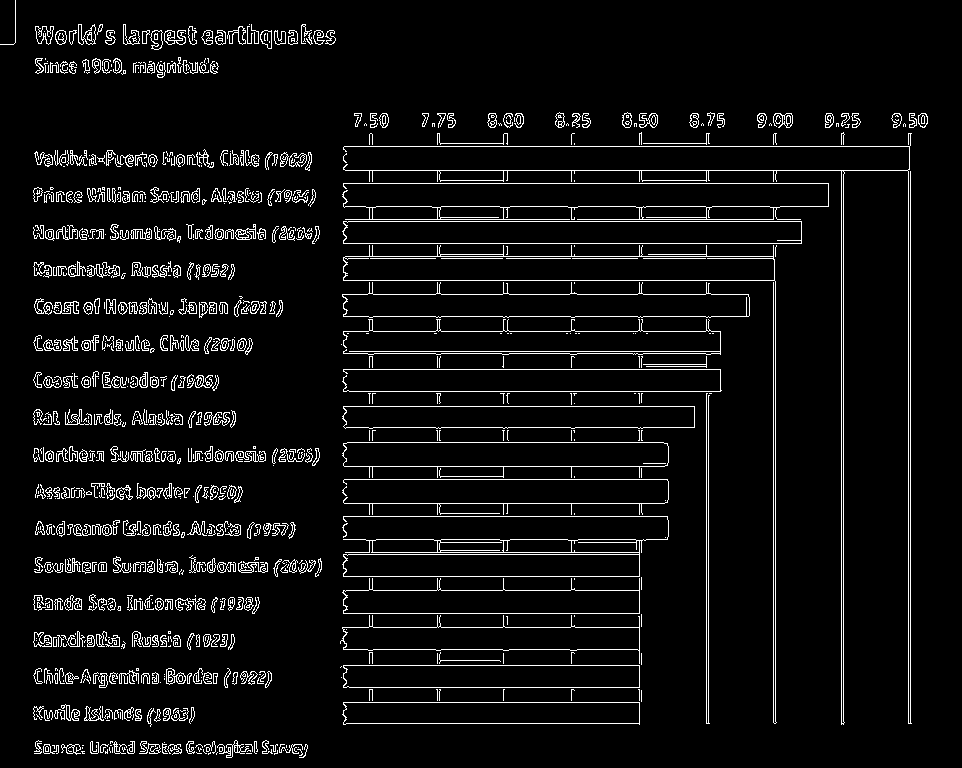 World's largest earthquakes
Since 1900, magnitude
7.50 7.75 8.00 8.25 8.50 8.75 9.00 9.25 9.50
Valdivia-Puerto Montt, Chile (1960)
Prince William Sound, Alaska (1964)
Northern Sumatra, Indonesia (2004)
Kamchatka, Russia (1952)
Coast of Honshu, Japan (2011)
Coast of Maule, Chile (2010)
Coast of Ecuador (1906)
Rat Islands, Alaska (1965)
Northern Sumatra, Indonesia (2005)
Assam-Tibet border (1950)
Andreanof Islands, Alaska (1957)
Southern Sumatra, Indonesia (2007)
Banda Sea, Indonesia (1938)
Kamchatka, Russia (1923)
Chile-Argentina Border (1922)
Kurile Islands (1963)
Source: United States Geological Survey